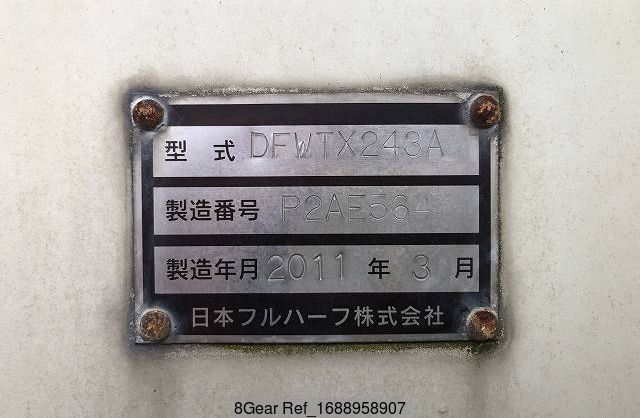 型 式 DFWTX243A
製造番号 P2AE564
製造年月 2011 年 3 月
日本フルハーフ株式会社
8Gear Ref_1688958907